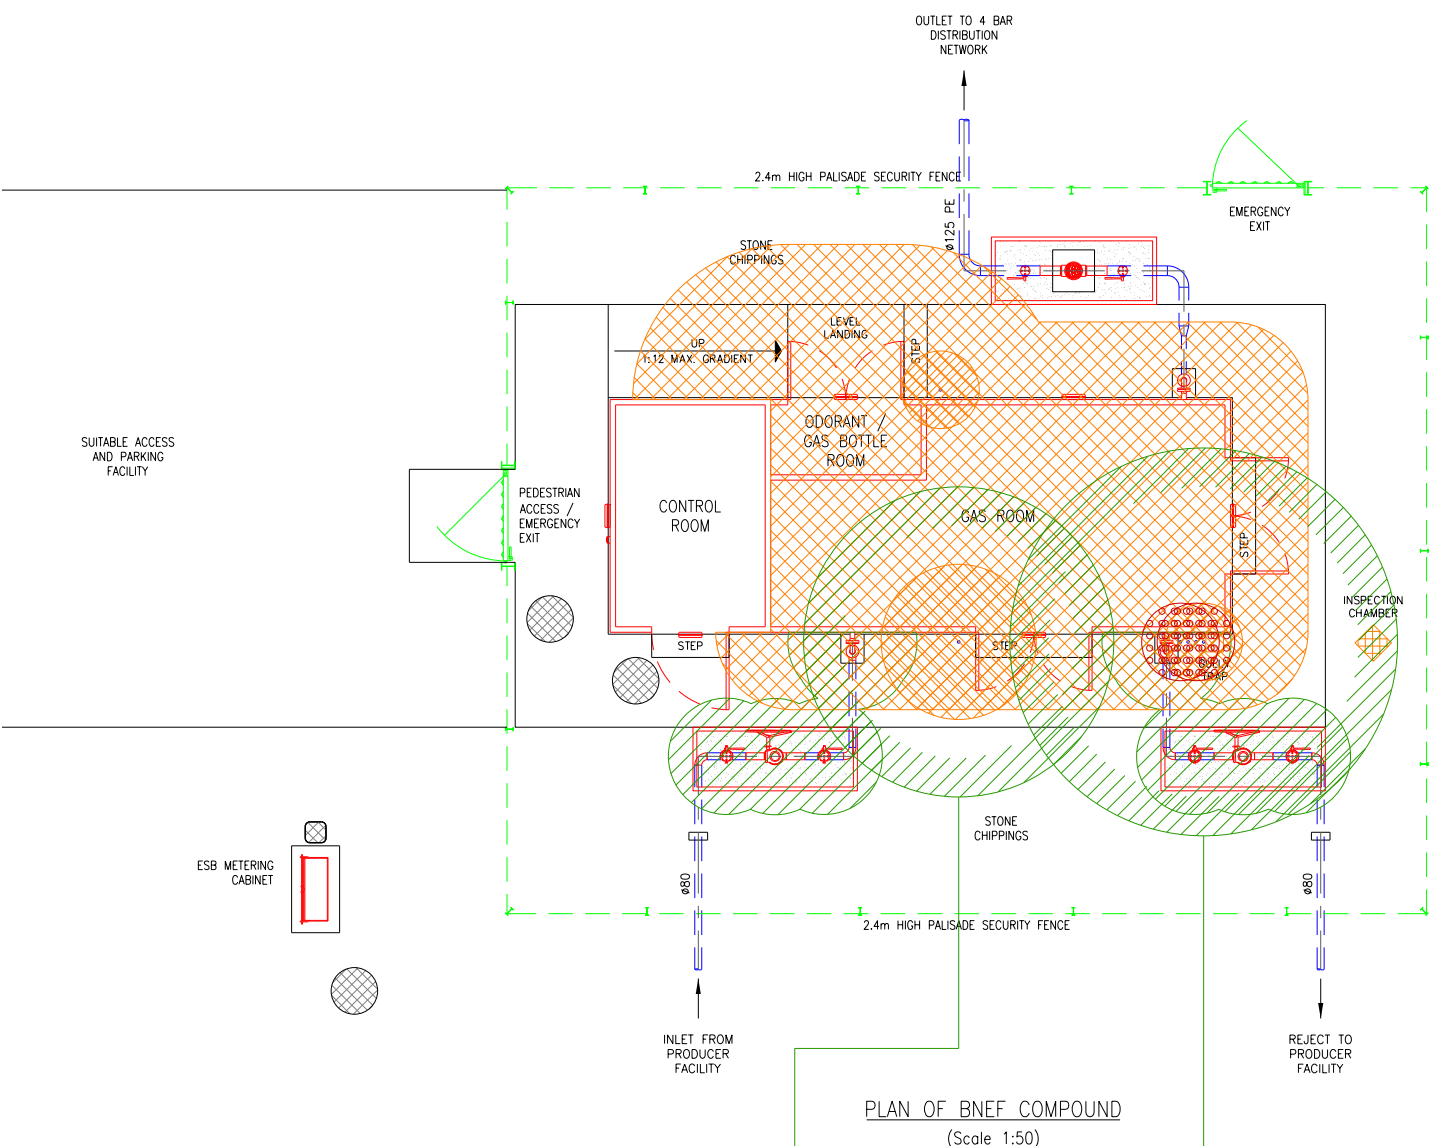 OUTLET TO 4 BAR
DISTRIBUTION
NETWORK
2.4m HIGH PALISADE SECURITY FENCE
Ø125 PE
EMERGENCY
EXIT
STONE
CHIPPINGS
LEVEL
LANDING
UP
1:12 MAX. GRADIENT
STEP
ODORANT /
GAS BOTTLE
ROOM
SUITABLE ACCESS
AND PARKING
FACILITY
PEDESTRIAN
ACCESS /
EMERGENCY
EXIT
CONTROL
ROOM
GAS ROOM
STEP
INSPECTION
CHAMBER
STEP
STEP
GULLY
TRAP
STONE
CHIPPINGS
ESB METERING
CABINET
Ø80
Ø80
2.4m HIGH PALISADE SECURITY FENCE
INLET FROM
PRODUCER
FACILITY
REJECT TO
PRODUCER
FACILITY
PLAN OF BNEF COMPOUND
(Scale 1:50)